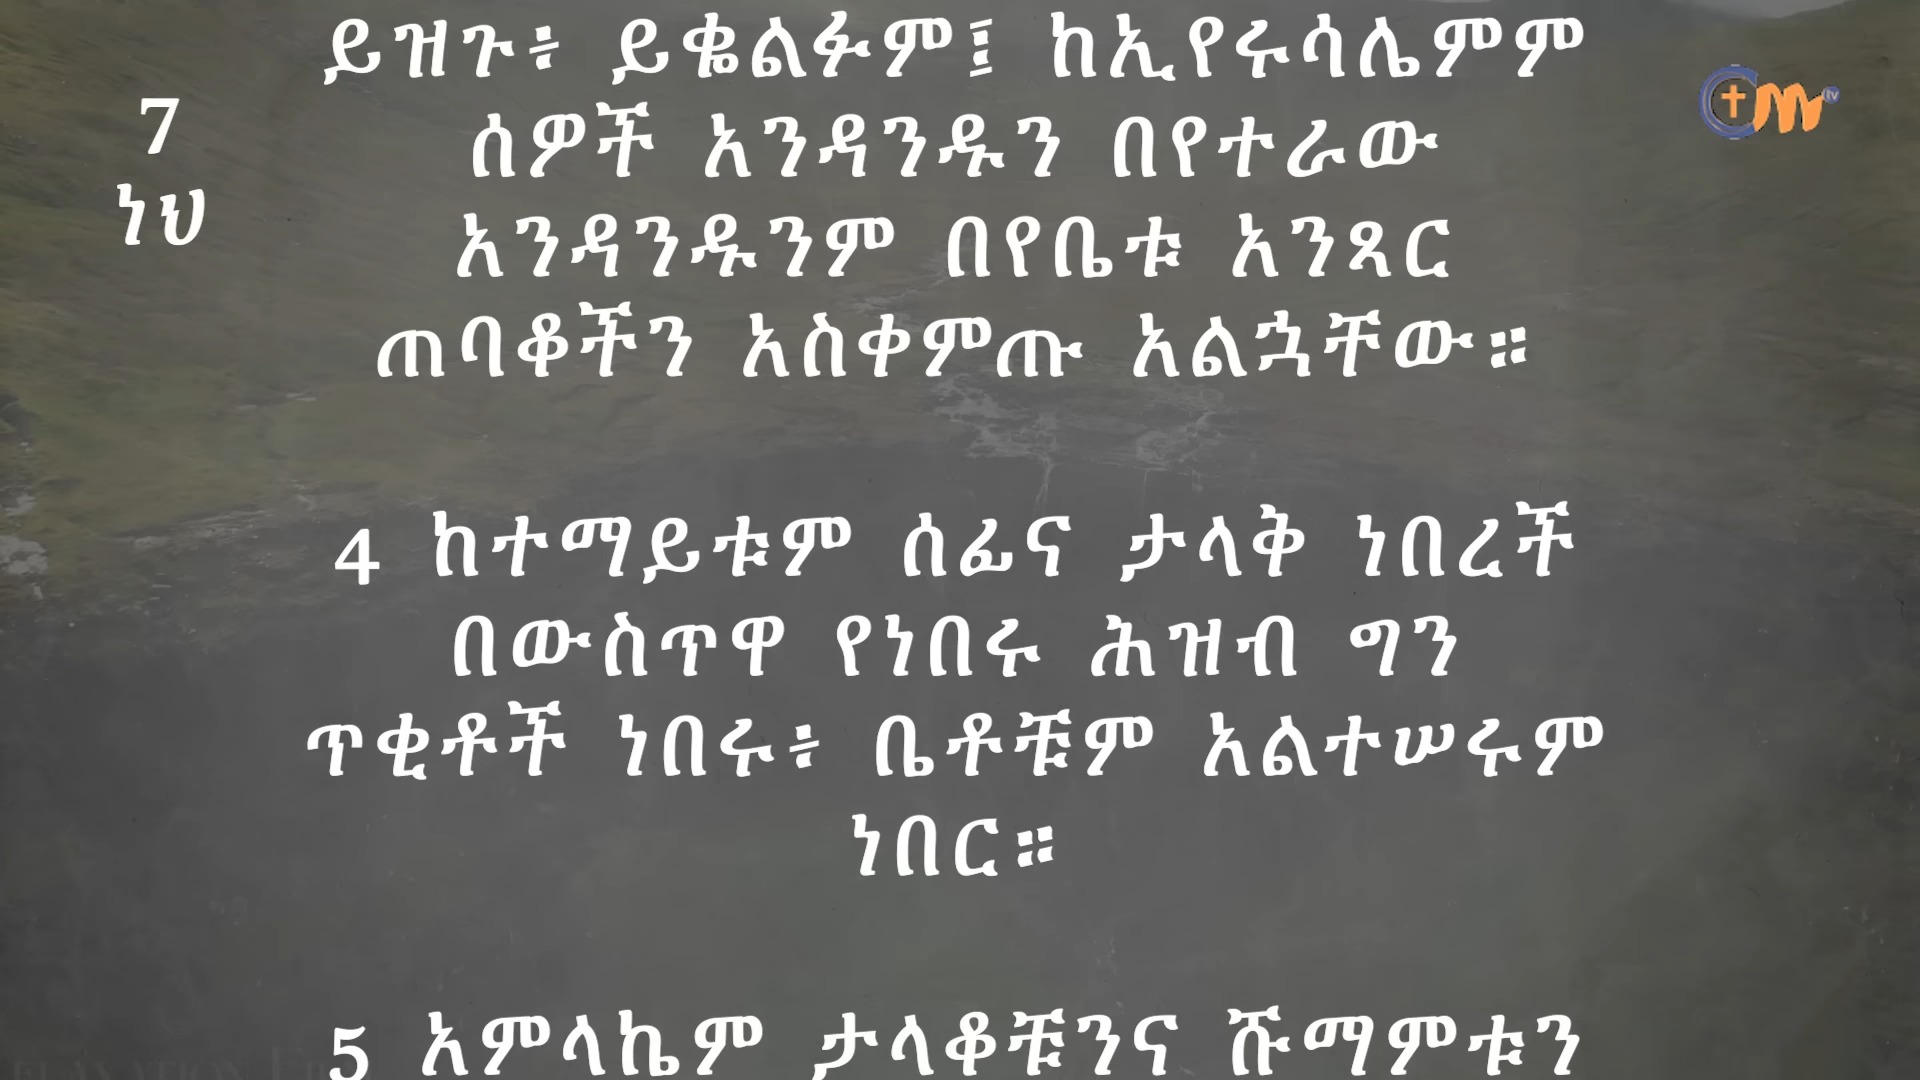 ይዝጉ፥ ይቈልፉም፤ ከኢየሩሳሌምም
7
ሰዎች አንዳንዱን በየተራው
ነህ
አንዳንዱንም በየቤቱ አንጻር
ጠባቆችን አስቀምጡ አልኋቸው።
4 ከተማይቱም ሰፊና ታላቅ ነበረች
በውስጥዋ የነበሩ ሕዝብ ግን
ጥቂቶች ነበሩ፥ ቤቶቹም አልተሠሩም
ነበር።
5 አምላኬም ታላቆቹንና ሹማምቱን